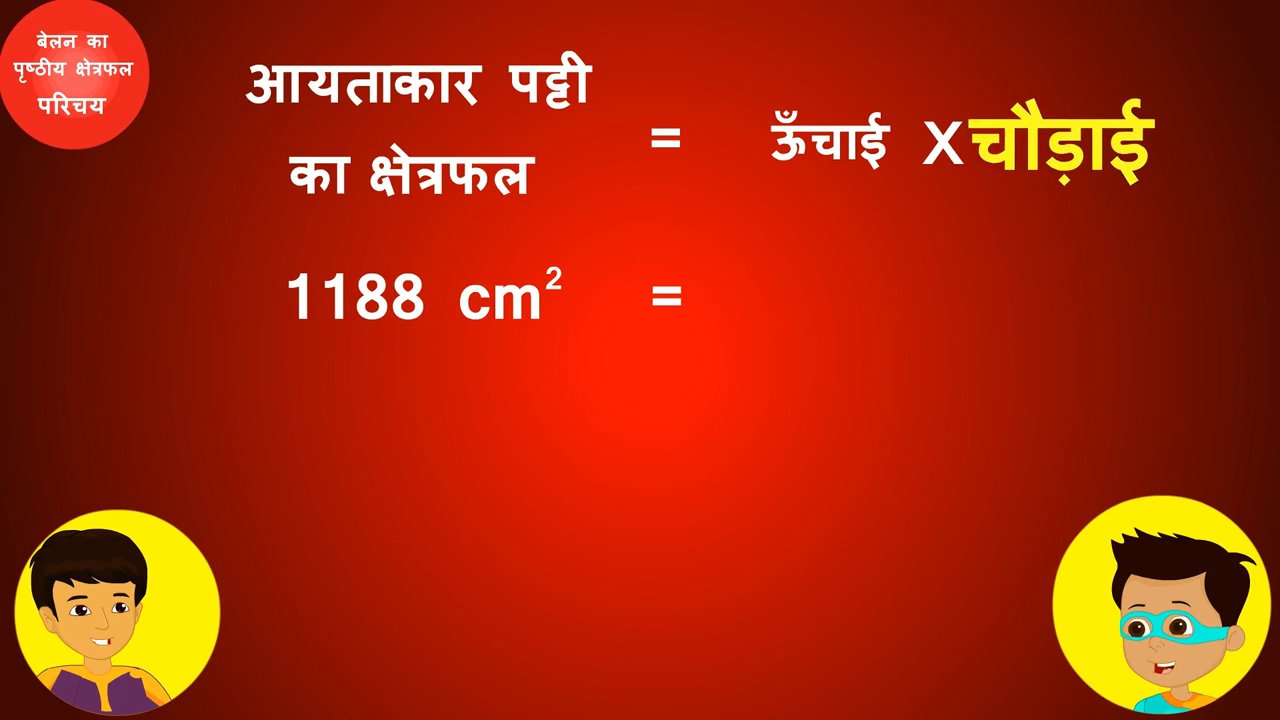 बेलन का
पृष्ठीय क्षेत्रफल
परिचय
आयताकार पट्टी
का क्षेत्रफल
= ऊँचाई X चौड़ाई
1188 cm² =